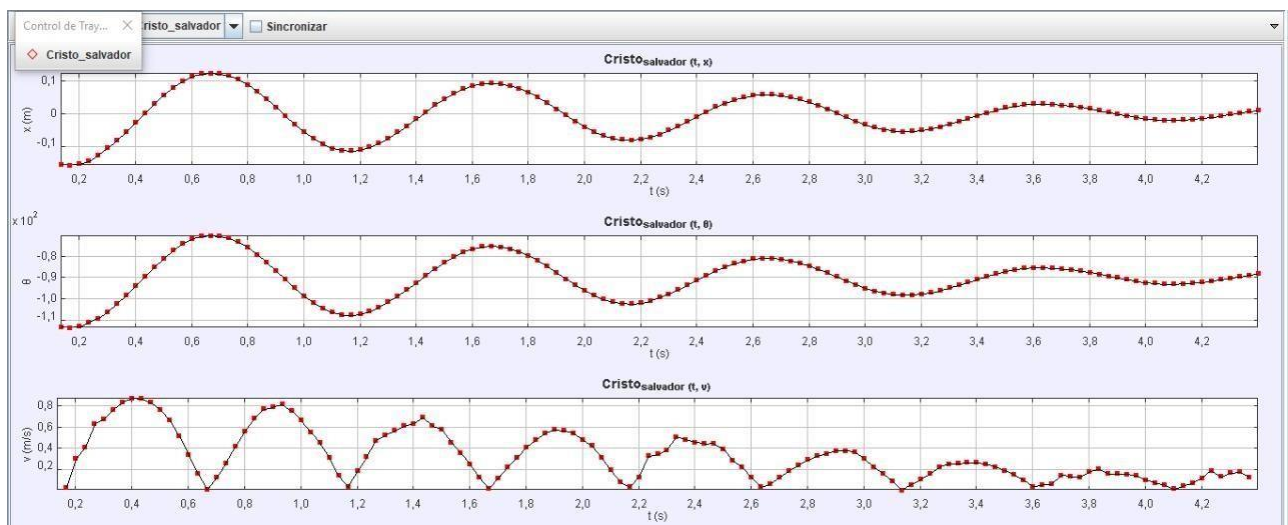 Control de Tray... × risto_salvador Sincronizar
Cristo_salvador
Cristo salvador (t, x)
0,1
0
-0,1
x (m)
0,2 0,4 0,6 0,8 1,0 1,2 1,4 1,6 1,8 2,0 2,2 2,4 2,6 2,8 3,0 3,2 3,4 3,6 3,8 4,0 4,2
t (s)
x 10²
Cristo salvador (t, θ)
-0,8
-0,9
-1,0
-1,1
θ
0,2 0,4 0,6 0,8 1,0 1,2 1,4 1,6 1,8 2,0 2,2 2,4 2,6 2,8 3,0 3,2 3,4 3,6 3,8 4,0 4,2
t (s)
Cristo salvador (t, v)
0,8
0,6
0,4
0,2
v (m/s)
0,2 0,4 0,6 0,8 1,0 1,2 1,4 1,6 1,8 2,0 2,2 2,4 2,6 2,8 3,0 3,2 3,4 3,6 3,8 4,0 4,2
t (s)